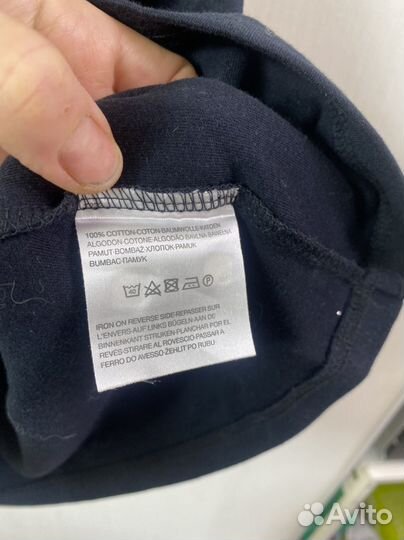 100% COTTON-COTON-BAUMWOLLE-KATOEN
ALGODON-COTONE-ALGODÃO-BAVLNA-BAWEŁNA
PAMUT-BOMBAŽ-ХЛОПОК-PAMUK
BUMBAC-ПАМУК
40
P
IRON ON REVERSE SIDE-REPASSER SUR
L'ENVERS-AUF LINKS BÜGELN-AAN DE
BINNENKANT STRIJKEN-PLANCHAR POR EL
REVÉS-STIRARE AL ROVESCIO-PASSAR A
FERRO DO AVESSO-ŽEHLIT PO RUBU
Avito